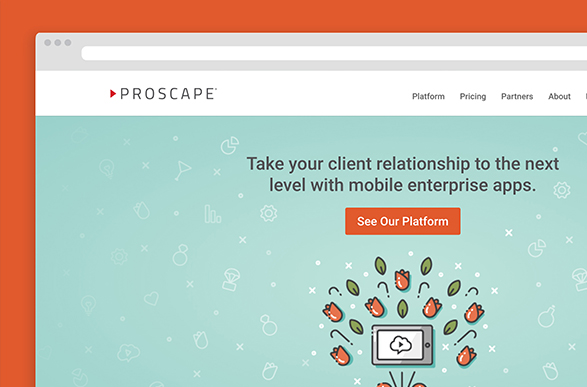 PROSCAPE
Platform Pricing Partners About
Take your client relationship to the next
level with mobile enterprise apps.
See Our Platform